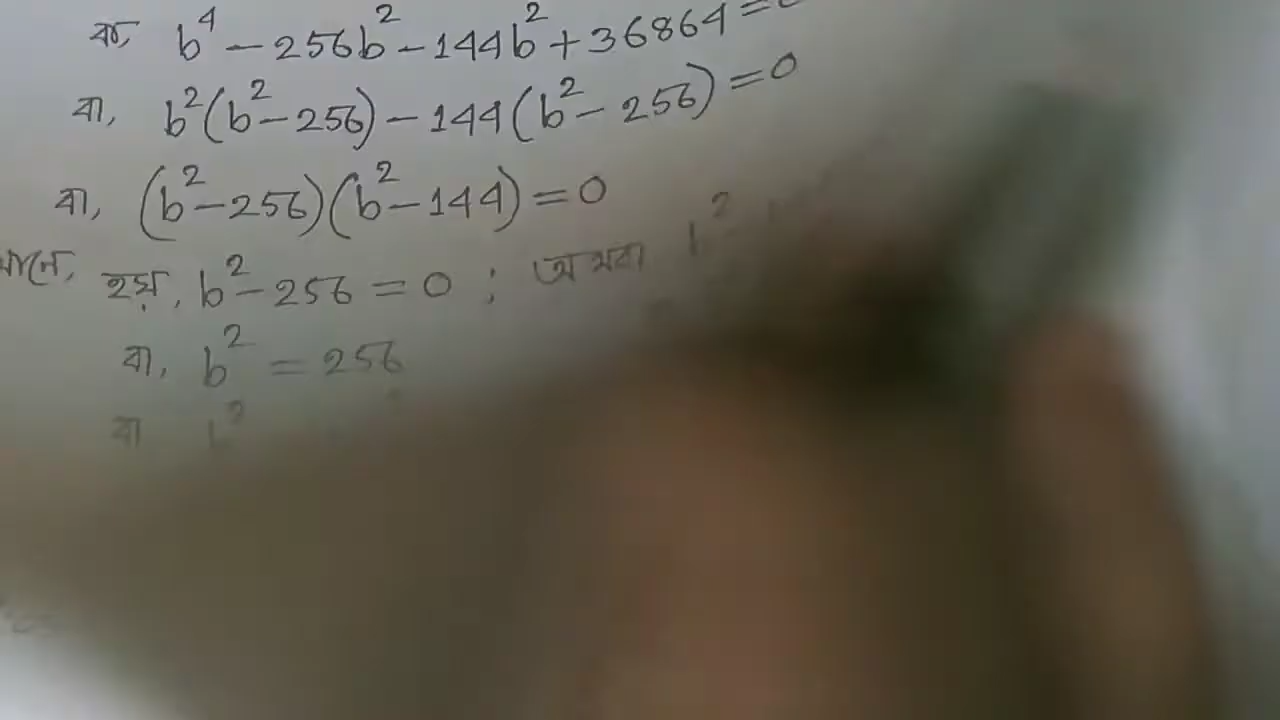 বা, b⁴ − 256b² − 144b² + 36864 =
বা, b²(b² − 256) − 144(b² − 256) = 0
বা, (b² − 256)(b² − 144) = 0
হয়, b² − 256 = 0 ; অথবা
বা, b² = 256
বা